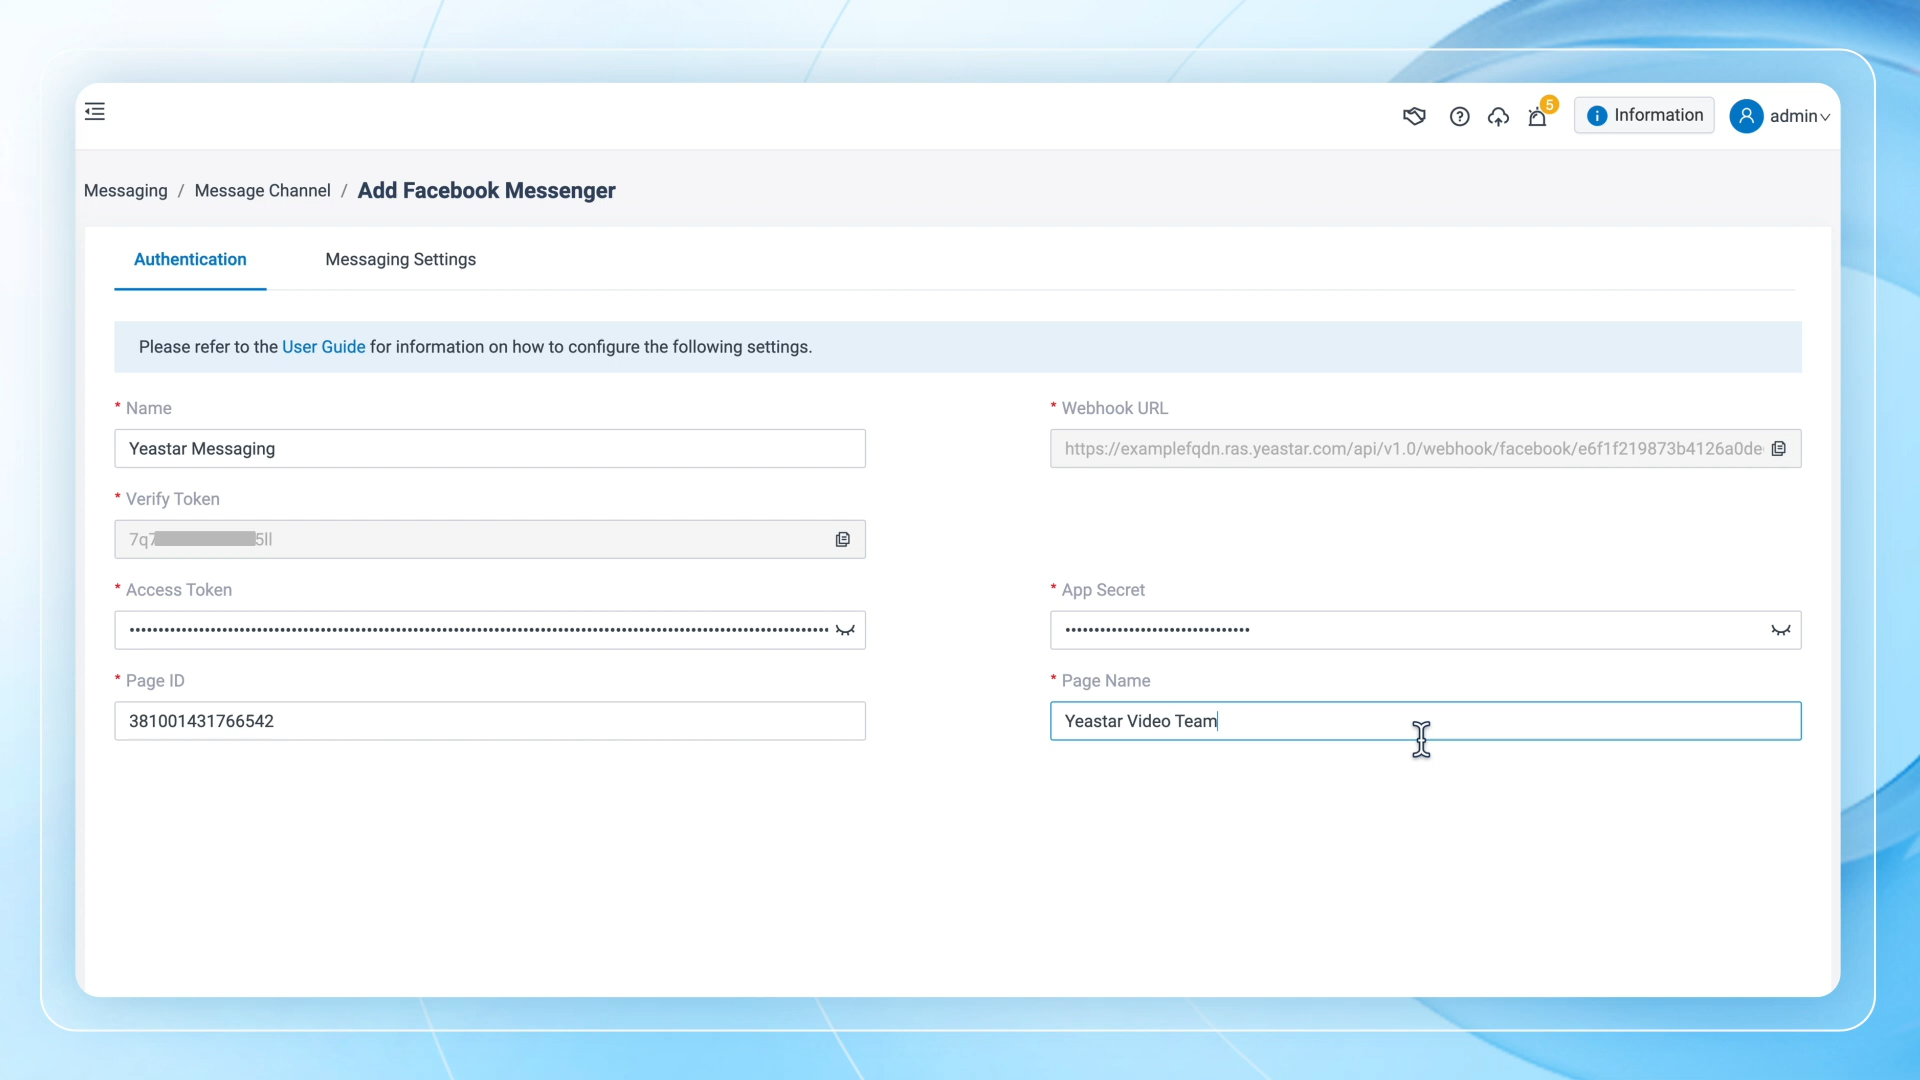 5
Information
admin
Messaging / Message Channel / Add Facebook Messenger
Authentication
Messaging Settings
Please refer to the User Guide for information on how to configure the following settings.
* Name
* Webhook URL
Yeastar Messaging
https://examplefqdn.ras.yeastar.com/api/v1.0/webhook/facebook/e6f1f219873b4126a0de
* Verify Token
7q7 5ll
* Access Token
* App Secret
* Page ID
* Page Name
381001431766542
Yeastar Video Team